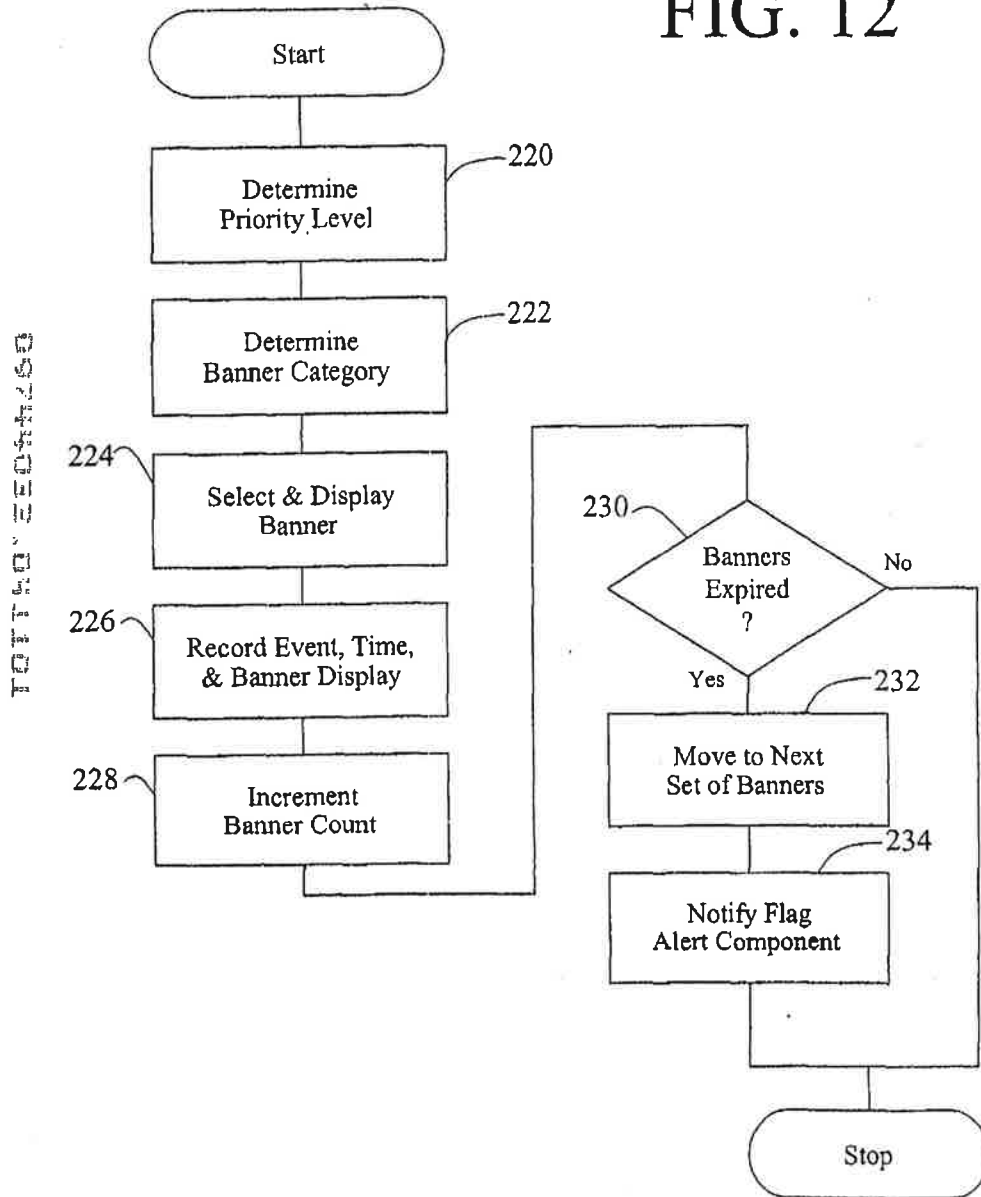 FIG. 12
Start
220
Determine
Priority Level
222
Determine
Banner Category
224
Select & Display
Banner
226
Record Event, Time,
& Banner Display
228
Increment
Banner Count
230
Banners
Expired
?
No
Yes
232
Move to Next
Set of Banners
234
Notify Flag
Alert Component
Stop